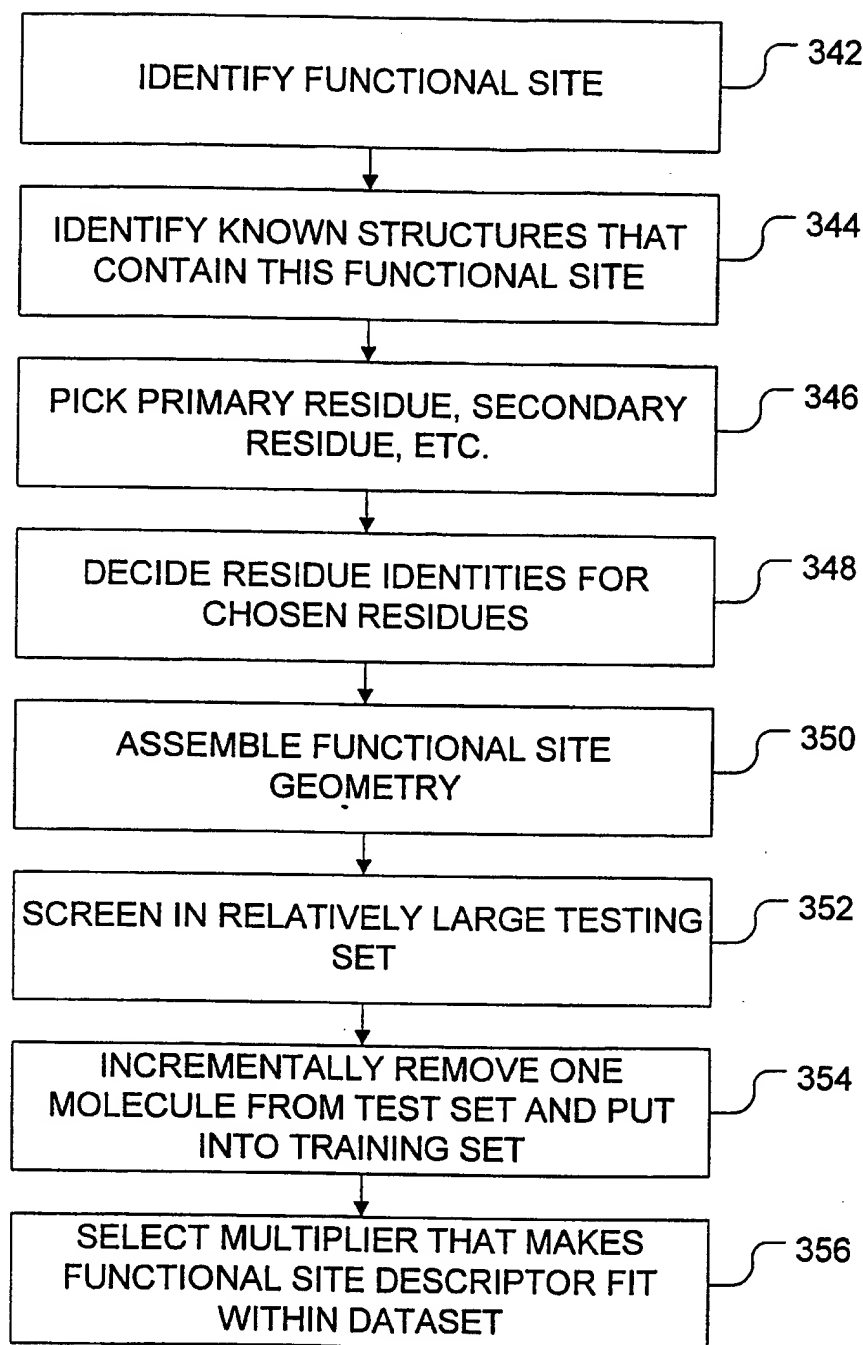 IDENTIFY FUNCTIONAL SITE
342
IDENTIFY KNOWN STRUCTURES THAT
CONTAIN THIS FUNCTIONAL SITE
344
PICK PRIMARY RESIDUE, SECONDARY
RESIDUE, ETC.
346
DECIDE RESIDUE IDENTITIES FOR
CHOSEN RESIDUES
348
ASSEMBLE FUNCTIONAL SITE
GEOMETRY
350
SCREEN IN RELATIVELY LARGE TESTING
SET
352
INCREMENTALLY REMOVE ONE
MOLECULE FROM TEST SET AND PUT
INTO TRAINING SET
354
SELECT MULTIPLIER THAT MAKES
FUNCTIONAL SITE DESCRIPTOR FIT
WITHIN DATASET
356